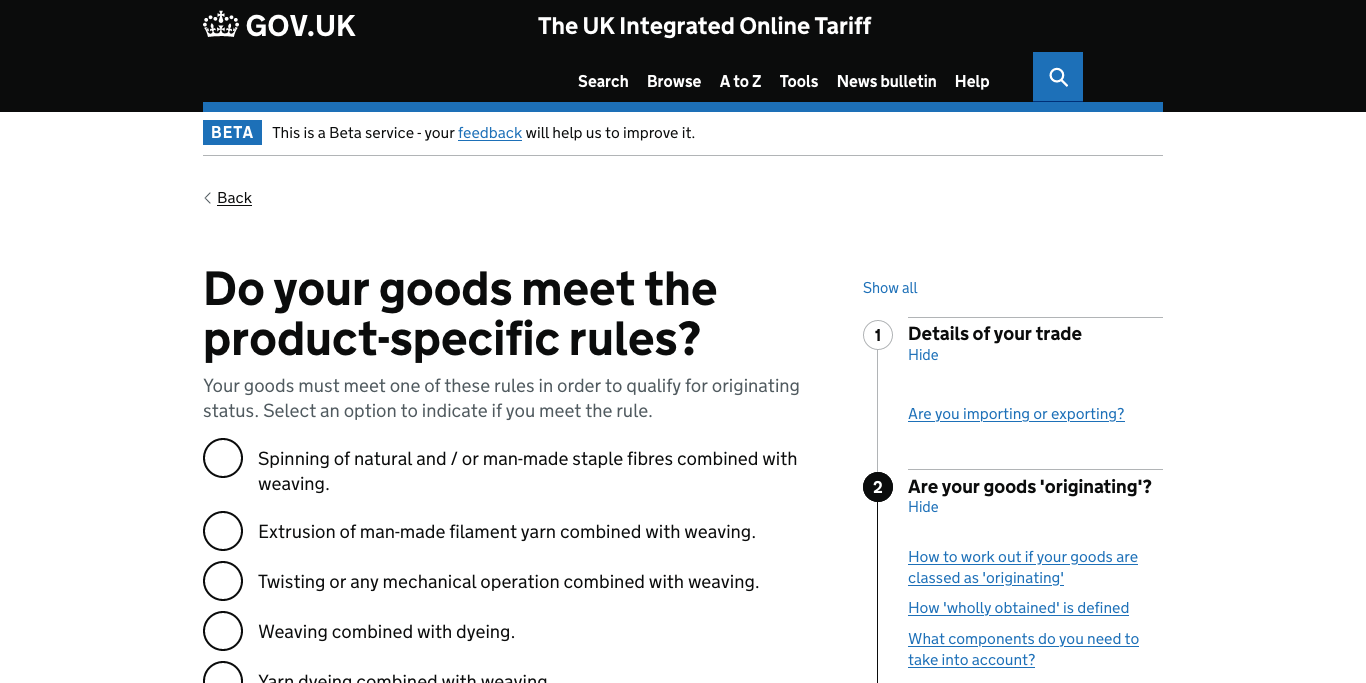 GOV.UK
The UK Integrated Online Tariff
Search Browse A to Z Tools News bulletin Help
BETA This is a Beta service - your feedback will help us to improve it.
Back
Do your goods meet the
product-specific rules?
Your goods must meet one of these rules in order to qualify for originating
status. Select an option to indicate if you meet the rule.
Spinning of natural and / or man-made staple fibres combined with
weaving.
Extrusion of man-made filament yarn combined with weaving.
Twisting or any mechanical operation combined with weaving.
Weaving combined with dyeing.
Yarn dyeing combined with weaving.
Show all
1 Details of your trade
Hide
Are you importing or exporting?
2 Are your goods 'originating'?
Hide
How to work out if your goods are
classed as 'originating'
How 'wholly obtained' is defined
What components do you need to
take into account?